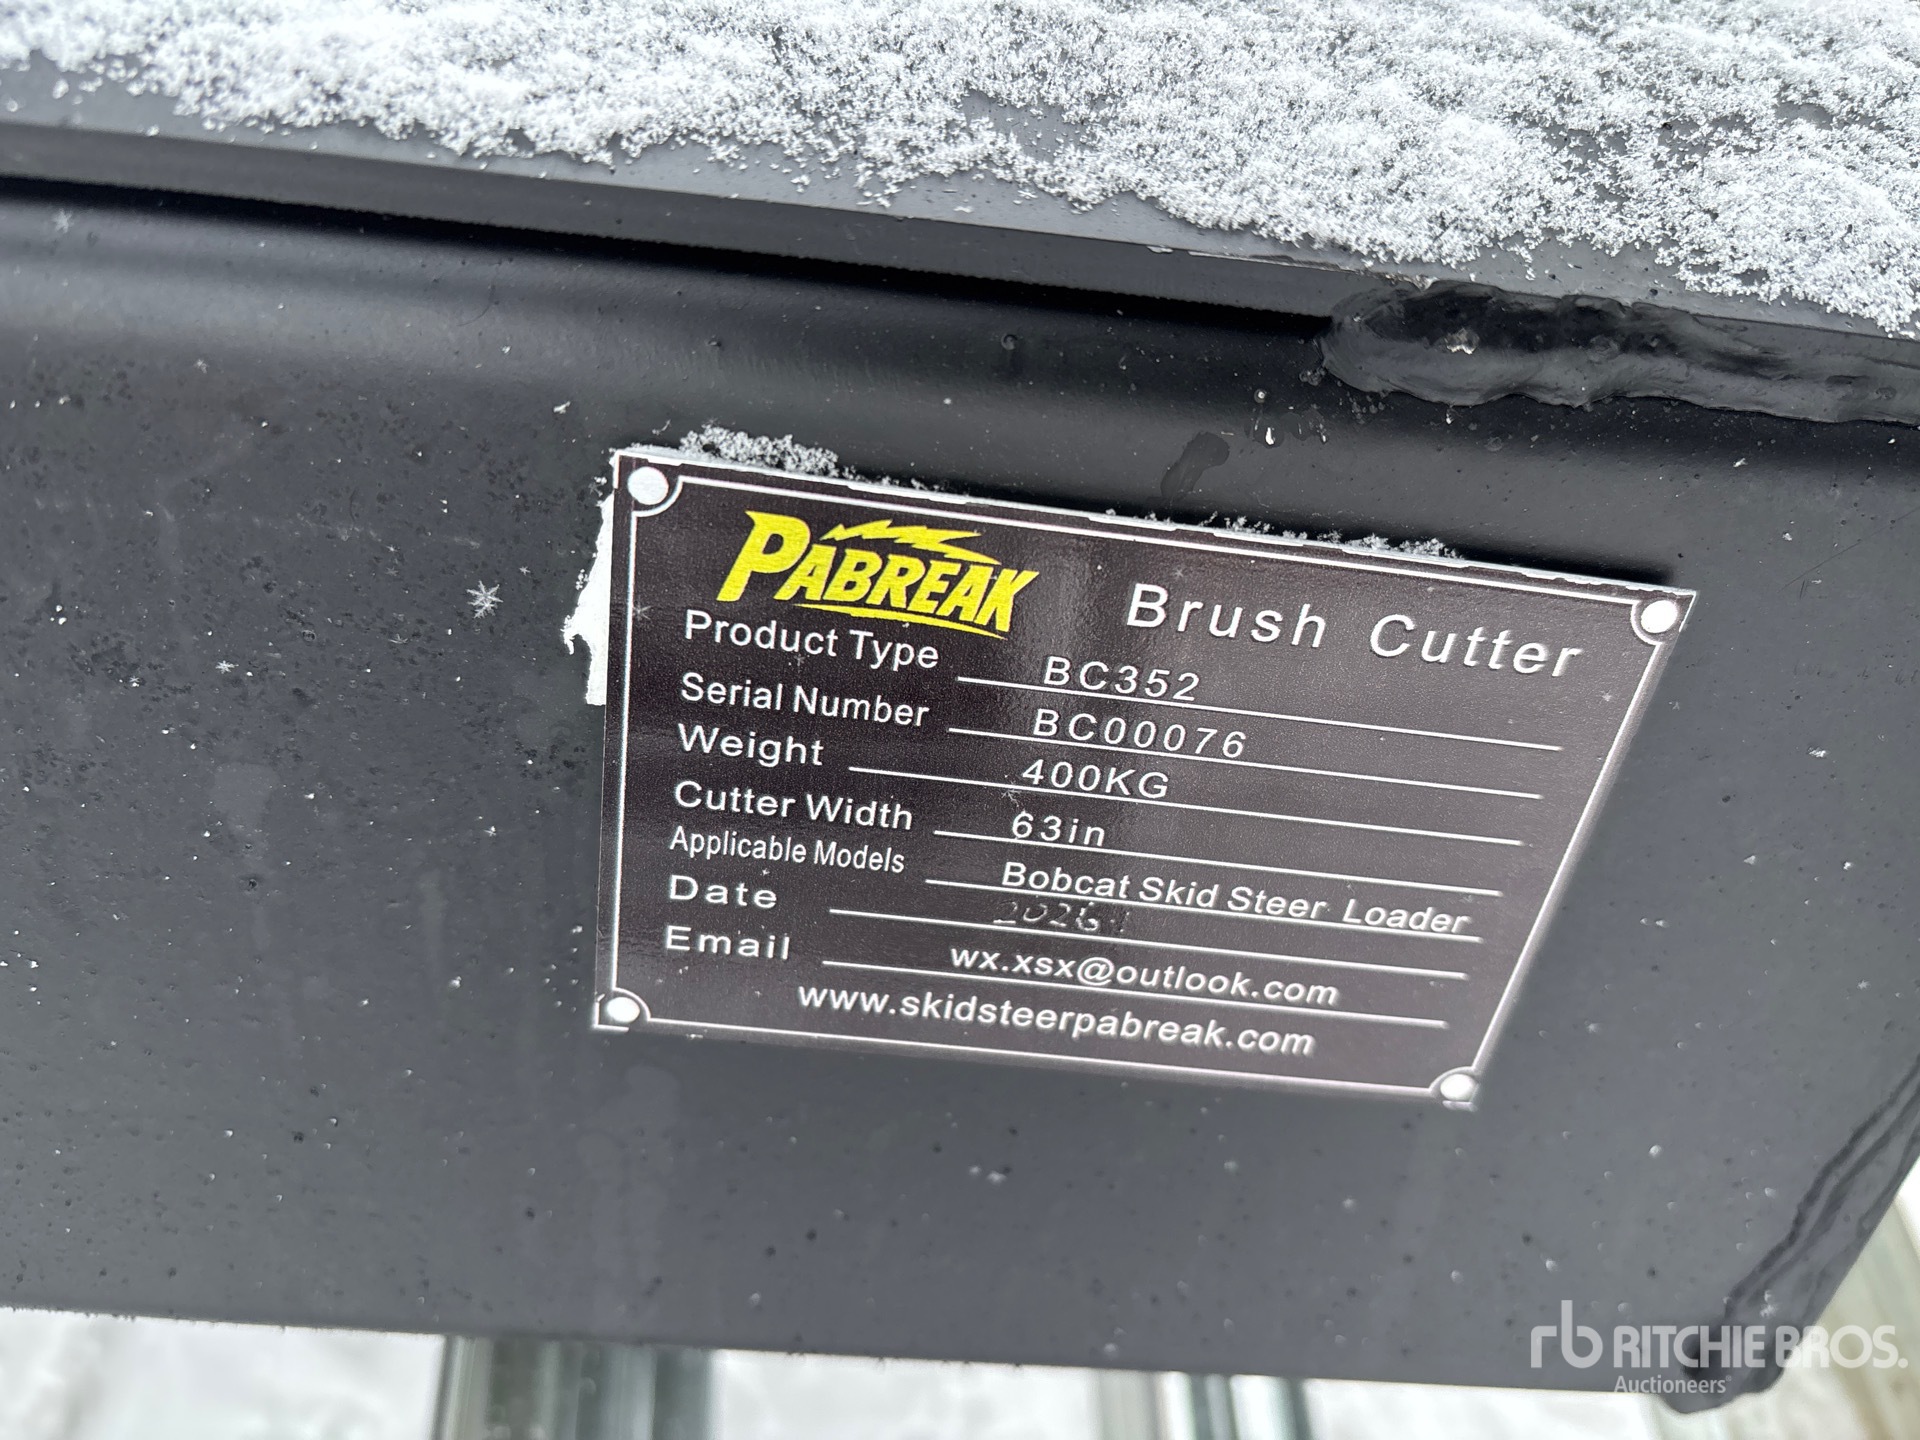 PABREAK Brush Cutter
Product Type BC352
Serial Number BC00076
Weight 400KG
Cutter Width 63in
Applicable Models Bobcat Skid Steer Loader
Date
Email wx.xsx@outlook.com
www.skidsteerpabreak.com
rb RITCHIE BROS.
Auctioneers